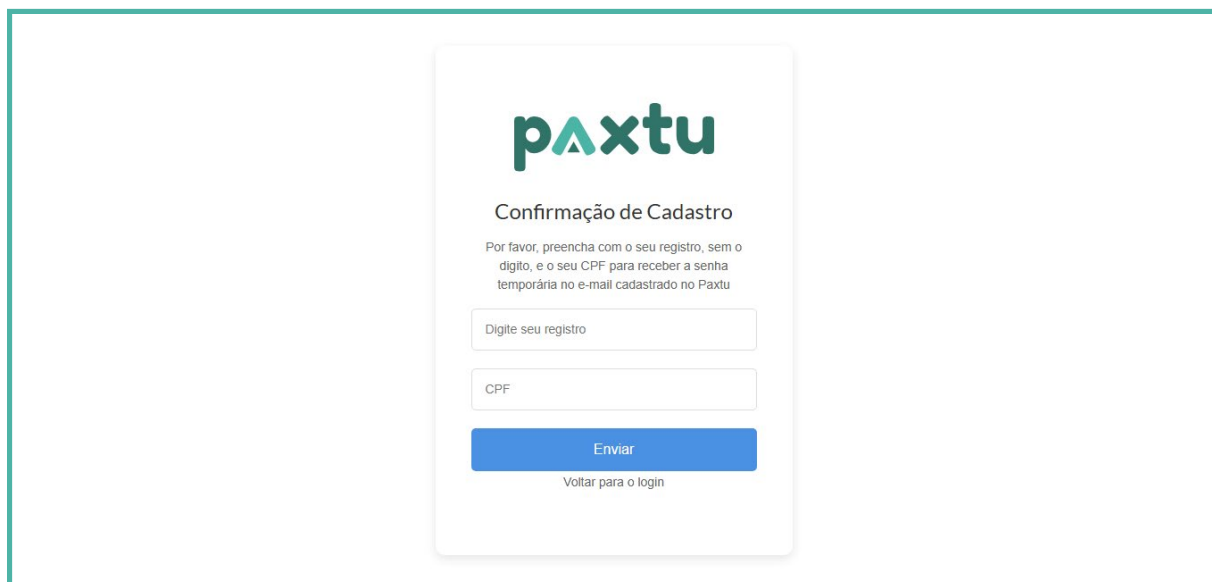 paxtu
Confirmação de Cadastro
Por favor, preencha com o seu registro, sem o
digito, e o seu CPF para receber a senha
temporária no e-mail cadastrado no Paxtu
Digite seu registro
CPF
Enviar
Voltar para o login